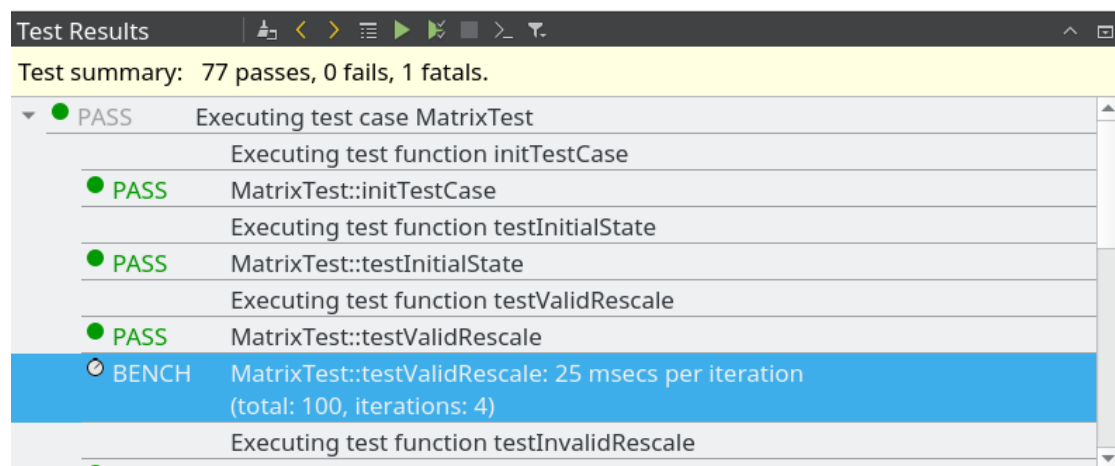 Test Results
Test summary: 77 passes, 0 fails, 1 fatals.
PASS Executing test case MatrixTest
Executing test function initTestCase
PASS MatrixTest::initTestCase
Executing test function testInitialState
PASS MatrixTest::testInitialState
Executing test function testValidRescale
PASS MatrixTest::testValidRescale
BENCH MatrixTest::testValidRescale: 25 msecs per iteration
(total: 100, iterations: 4)
Executing test function testInvalidRescale